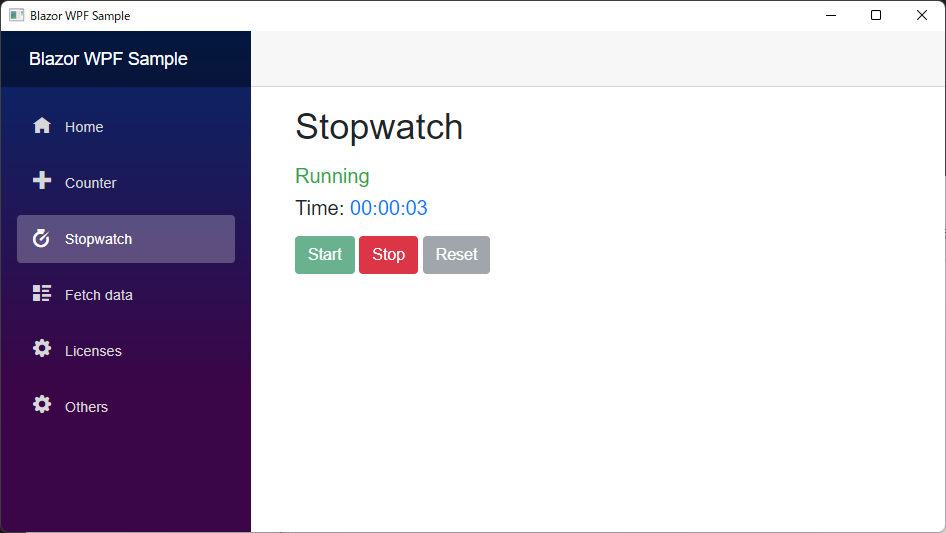 Blazor WPF Sample
Blazor WPF Sample
Home
Counter
Stopwatch
Fetch data
Licenses
Others
Stopwatch
Running
Time: 00:00:03
Start Stop Reset